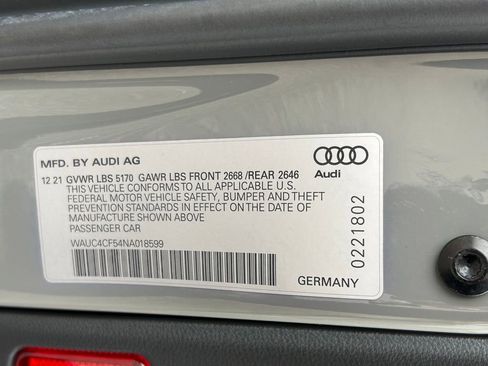 MFD. BY AUDI AG
12 21 GVWR LBS 5170 GAWR LBS FRONT 2668 /REAR 2646
THIS VEHICLE CONFORMS TO ALL APPLICABLE U.S.
FEDERAL MOTOR VEHICLE SAFETY, BUMPER AND THEFT
PREVENTION STANDARDS IN EFFECT ON THE DATE OF
MANUFACTURE SHOWN ABOVE
PASSENGER CAR
WAUC4CF54NA018599
Audi
0221802
GERMANY